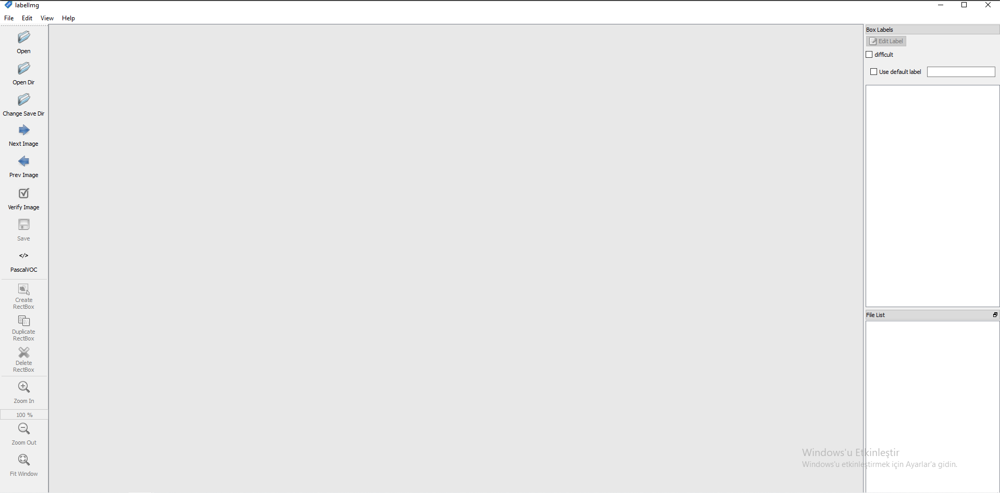 labelImg
File Edit View Help
Open
Open Dir
Change Save Dir
Next Image
Prev Image
Verify Image
Save
</>
PascalVOC
Create
RectBox
Duplicate
RectBox
Delete
RectBox
Zoom In
100 %
Zoom Out
Fit Window
Box Labels
Edit Label
difficult
Use default label
File List
Windows'u Etkinleştir
Windows'u etkinleştirmek için Ayarlar'a gidin.